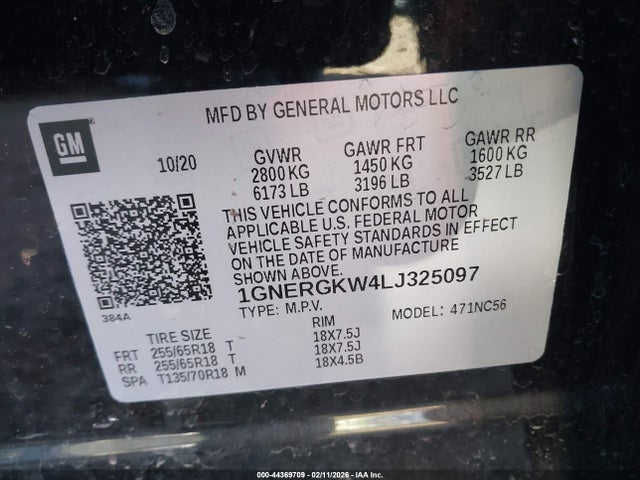 MFD BY GENERAL MOTORS LLC
GM
10/20
GVWR
2800 KG
6173 LB
GAWR FRT
1450 KG
3196 LB
GAWR RR
1600 KG
3527 LB
THIS VEHICLE CONFORMS TO ALL
APPLICABLE U.S. FEDERAL MOTOR
VEHICLE SAFETY STANDARDS IN EFFECT
ON THE DATE OF MANUFACTURE
SHOWN ABOVE.
1GNERGKW4LJ325097
TYPE: M.P.V.
MODEL: 471NC56
384A
TIRE SIZE
RIM
FRT 255/65R18 T 18X7.5J
RR 255/65R18 T 18X7.5J
SPA T135/70R18 M 18X4.5B
000-44369709 - 02/11/2026 - IAA Inc.